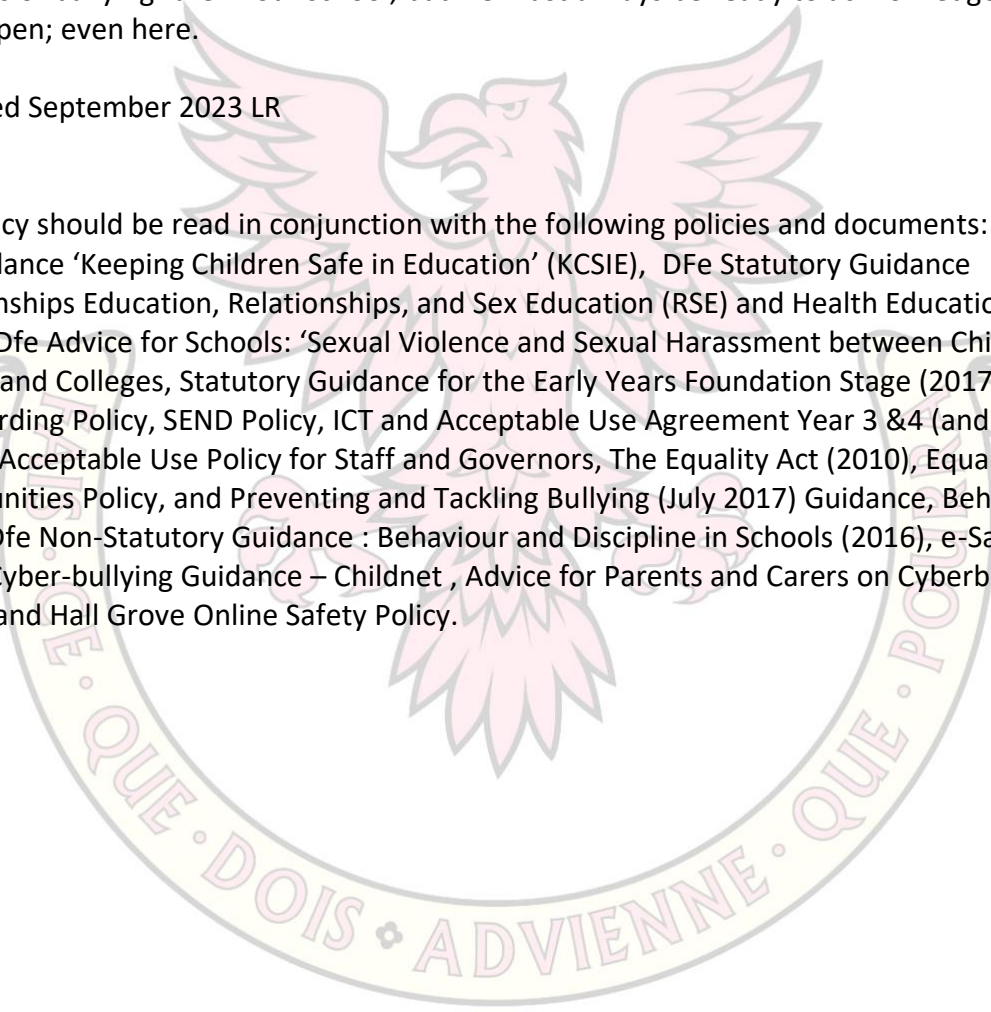 pen; even here.
ed September 2023 LR
cy should be read in conjunction with the following policies and documents:
lance ‘Keeping Children Safe in Education’ (KCSIE), DFe Statutory Guidance
nships Education, Relationships, and Sex Education (RSE) and Health Educatio
Dfe Advice for Schools: ‘Sexual Violence and Sexual Harassment between Chi
and Colleges, Statutory Guidance for the Early Years Foundation Stage (2017
rding Policy, SEND Policy, ICT and Acceptable Use Agreement Year 3 &4 (and
Acceptable Use Policy for Staff and Governors, The Equality Act (2010), Equa
unities Policy, and Preventing and Tackling Bullying (July 2017) Guidance, Beh
Dfe Non-Statutory Guidance : Behaviour and Discipline in Schools (2016), e-Sa
Cyber-bullying Guidance – Childnet , Advice for Parents and Carers on Cyberb
and Hall Grove Online Safety Policy.
FAIS · CE · QUE · DOIS · ADVIENNE · QUE · POURRA